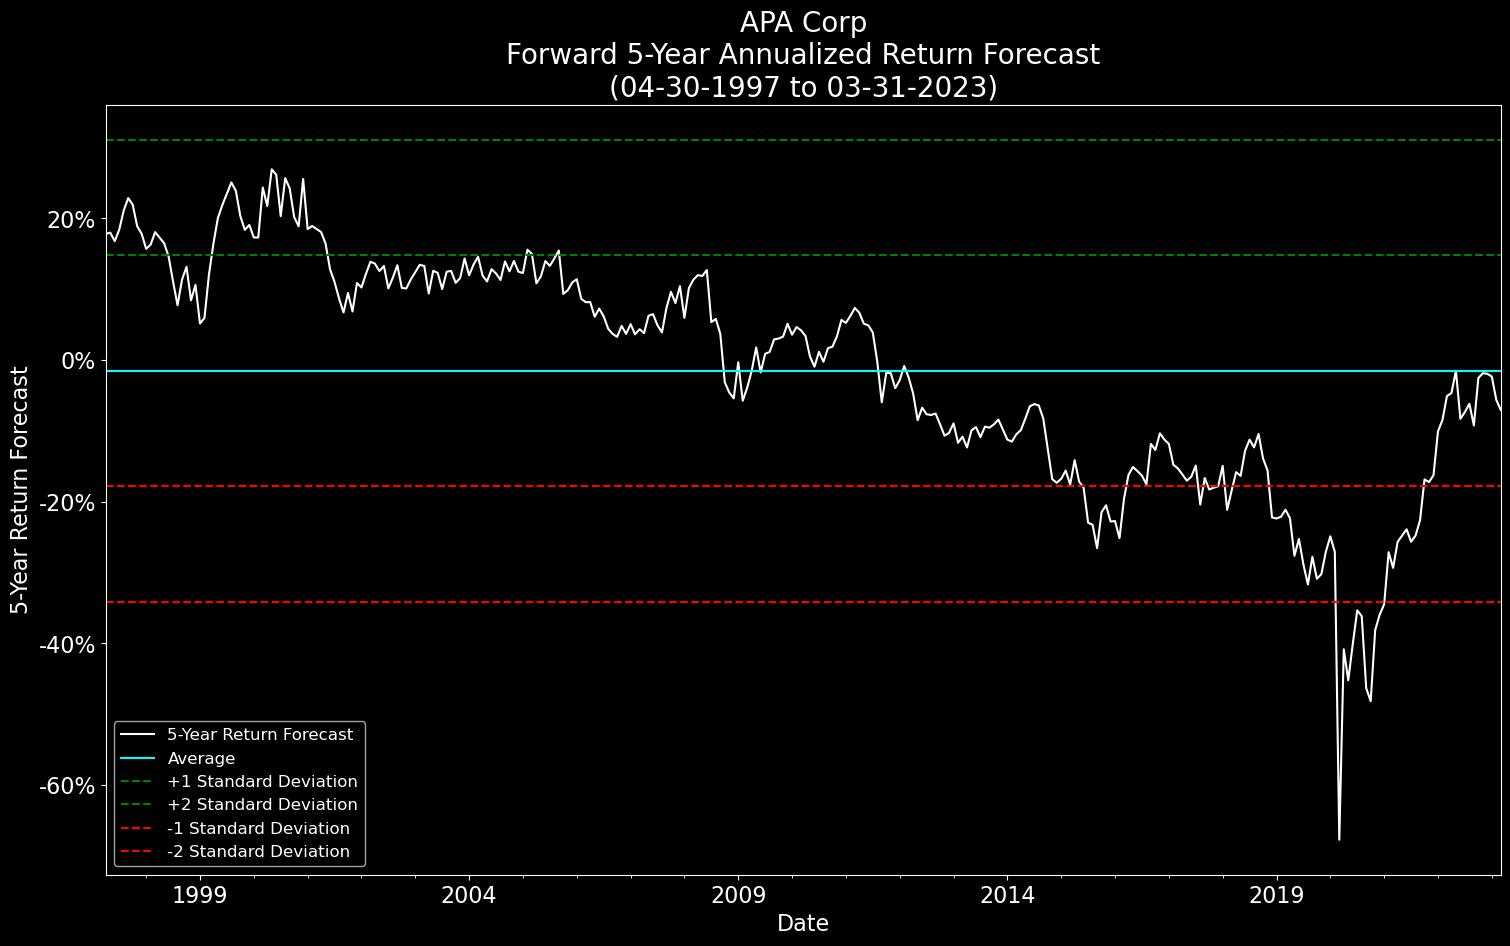 APA Corp
Forward 5-Year Annualized Return Forecast
(04-30-1997 to 03-31-2023)
5-Year Return Forecast
20%
0%
-20%
-40%
-60%
5-Year Return Forecast
Average
+1 Standard Deviation
+2 Standard Deviation
-1 Standard Deviation
-2 Standard Deviation
1999
2004
2009
2014
2019
Date